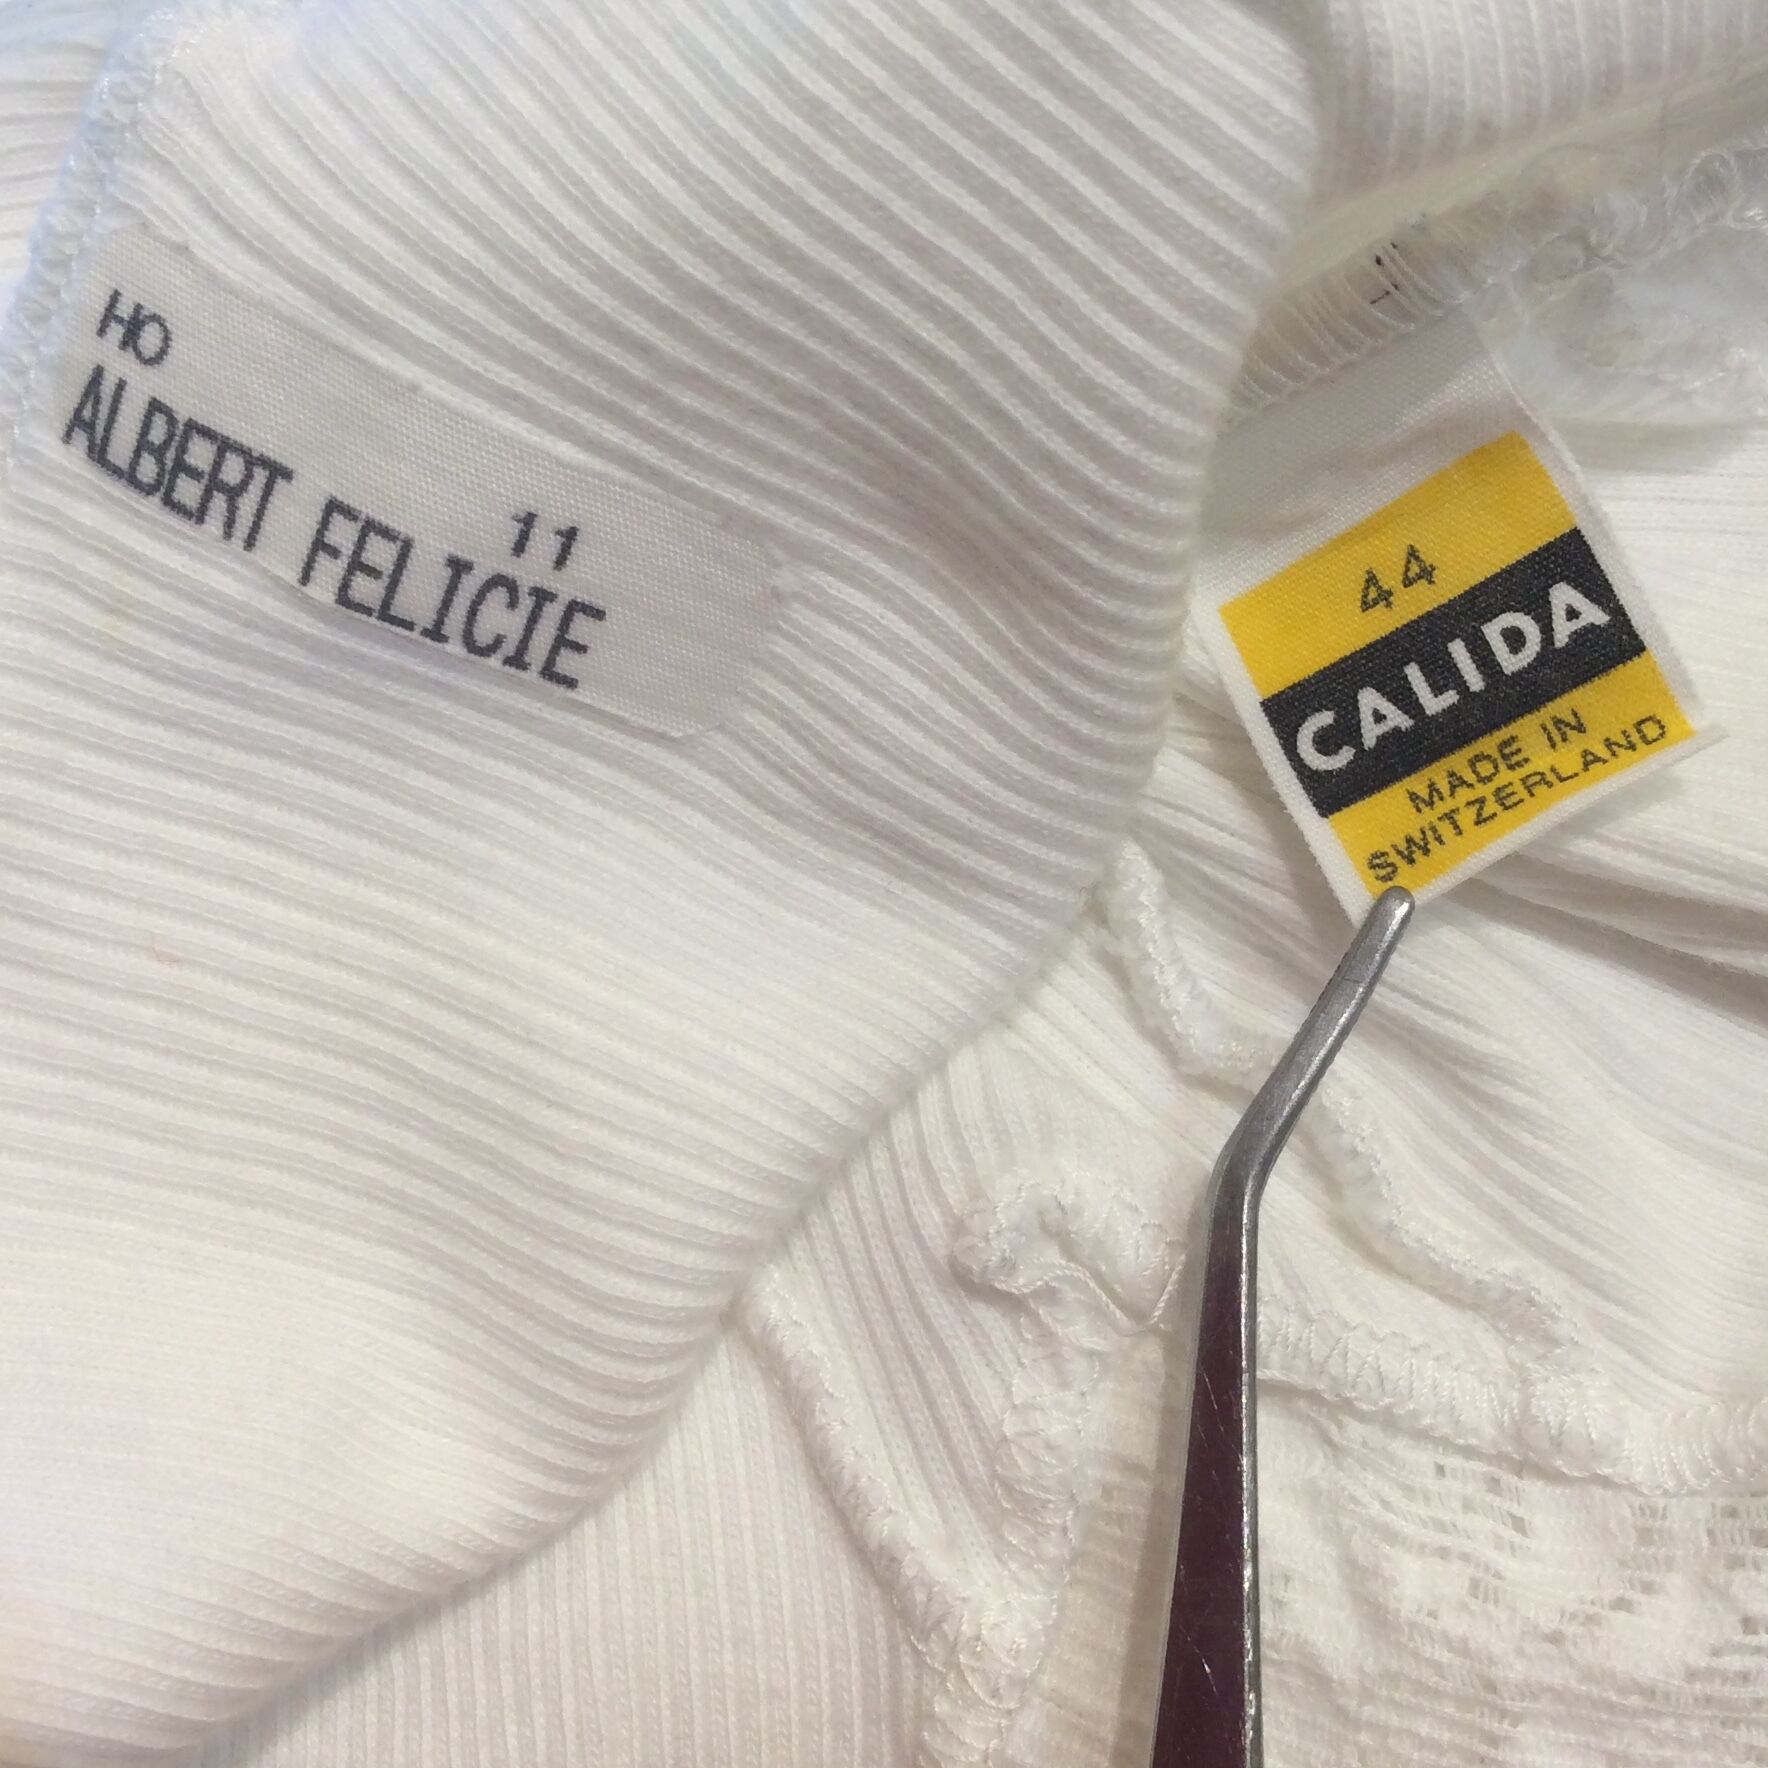 HO
11
ALBERT FELICIE
44
CALIDA
MADE IN
SWITZERLAND